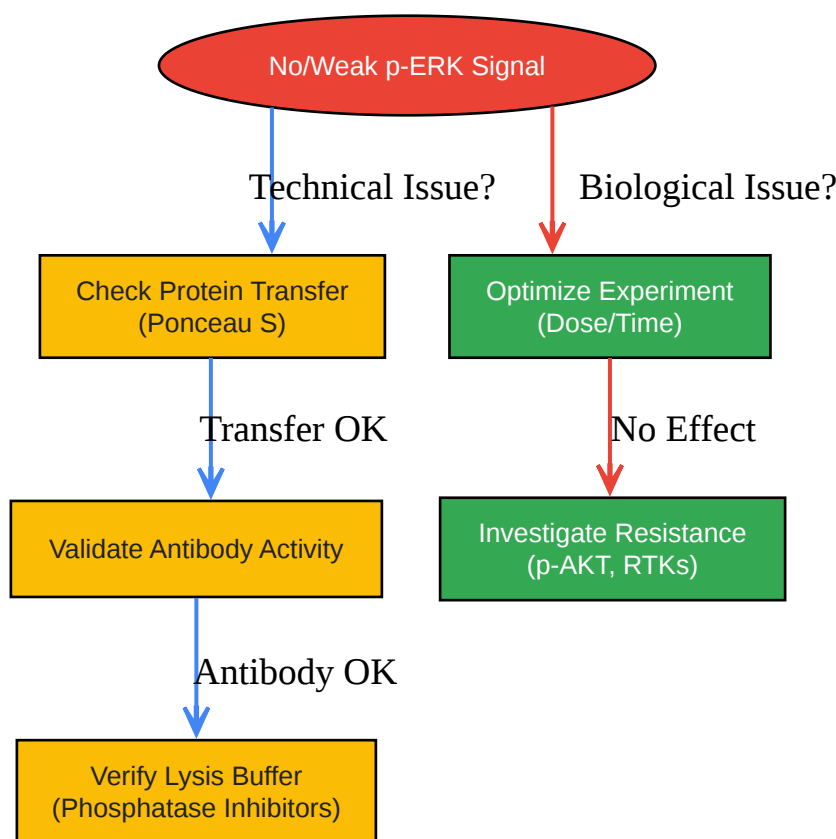 No/Weak p-ERK Signal
Technical Issue?
Biological Issue?
Check Protein Transfer
(Ponceau S)
Optimize Experiment
(Dose/Time)
Transfer OK
No Effect
Validate Antibody Activity
Investigate Resistance
(p-AKT, RTKs)
Antibody OK
Verify Lysis Buffer
(Phosphatase Inhibitors)